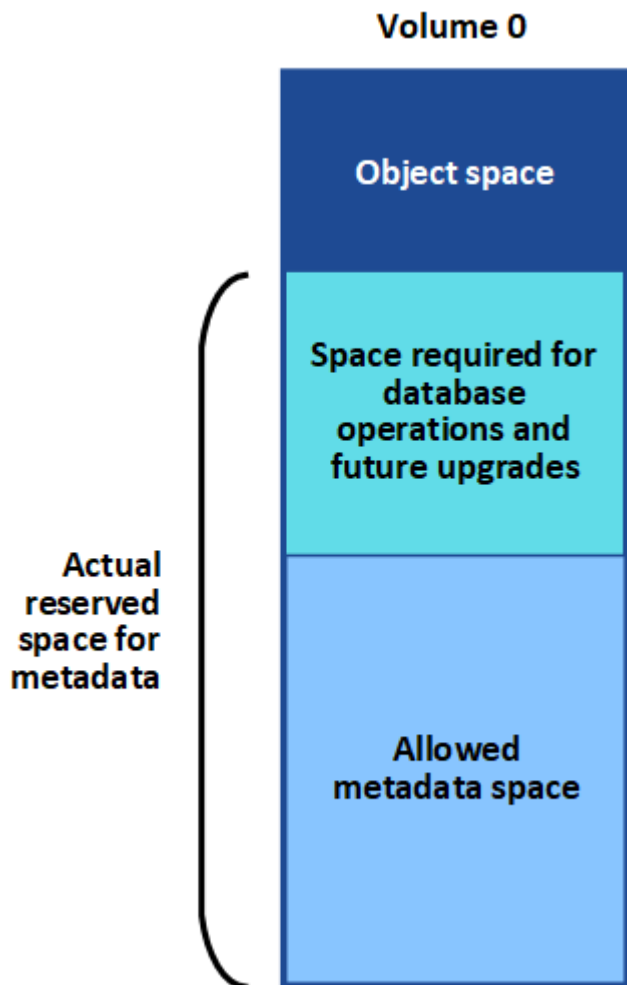 Volume 0
Object space
Space required for
database
operations and
future upgrades
Actual
reserved
space for
metadata
Allowed
metadata space